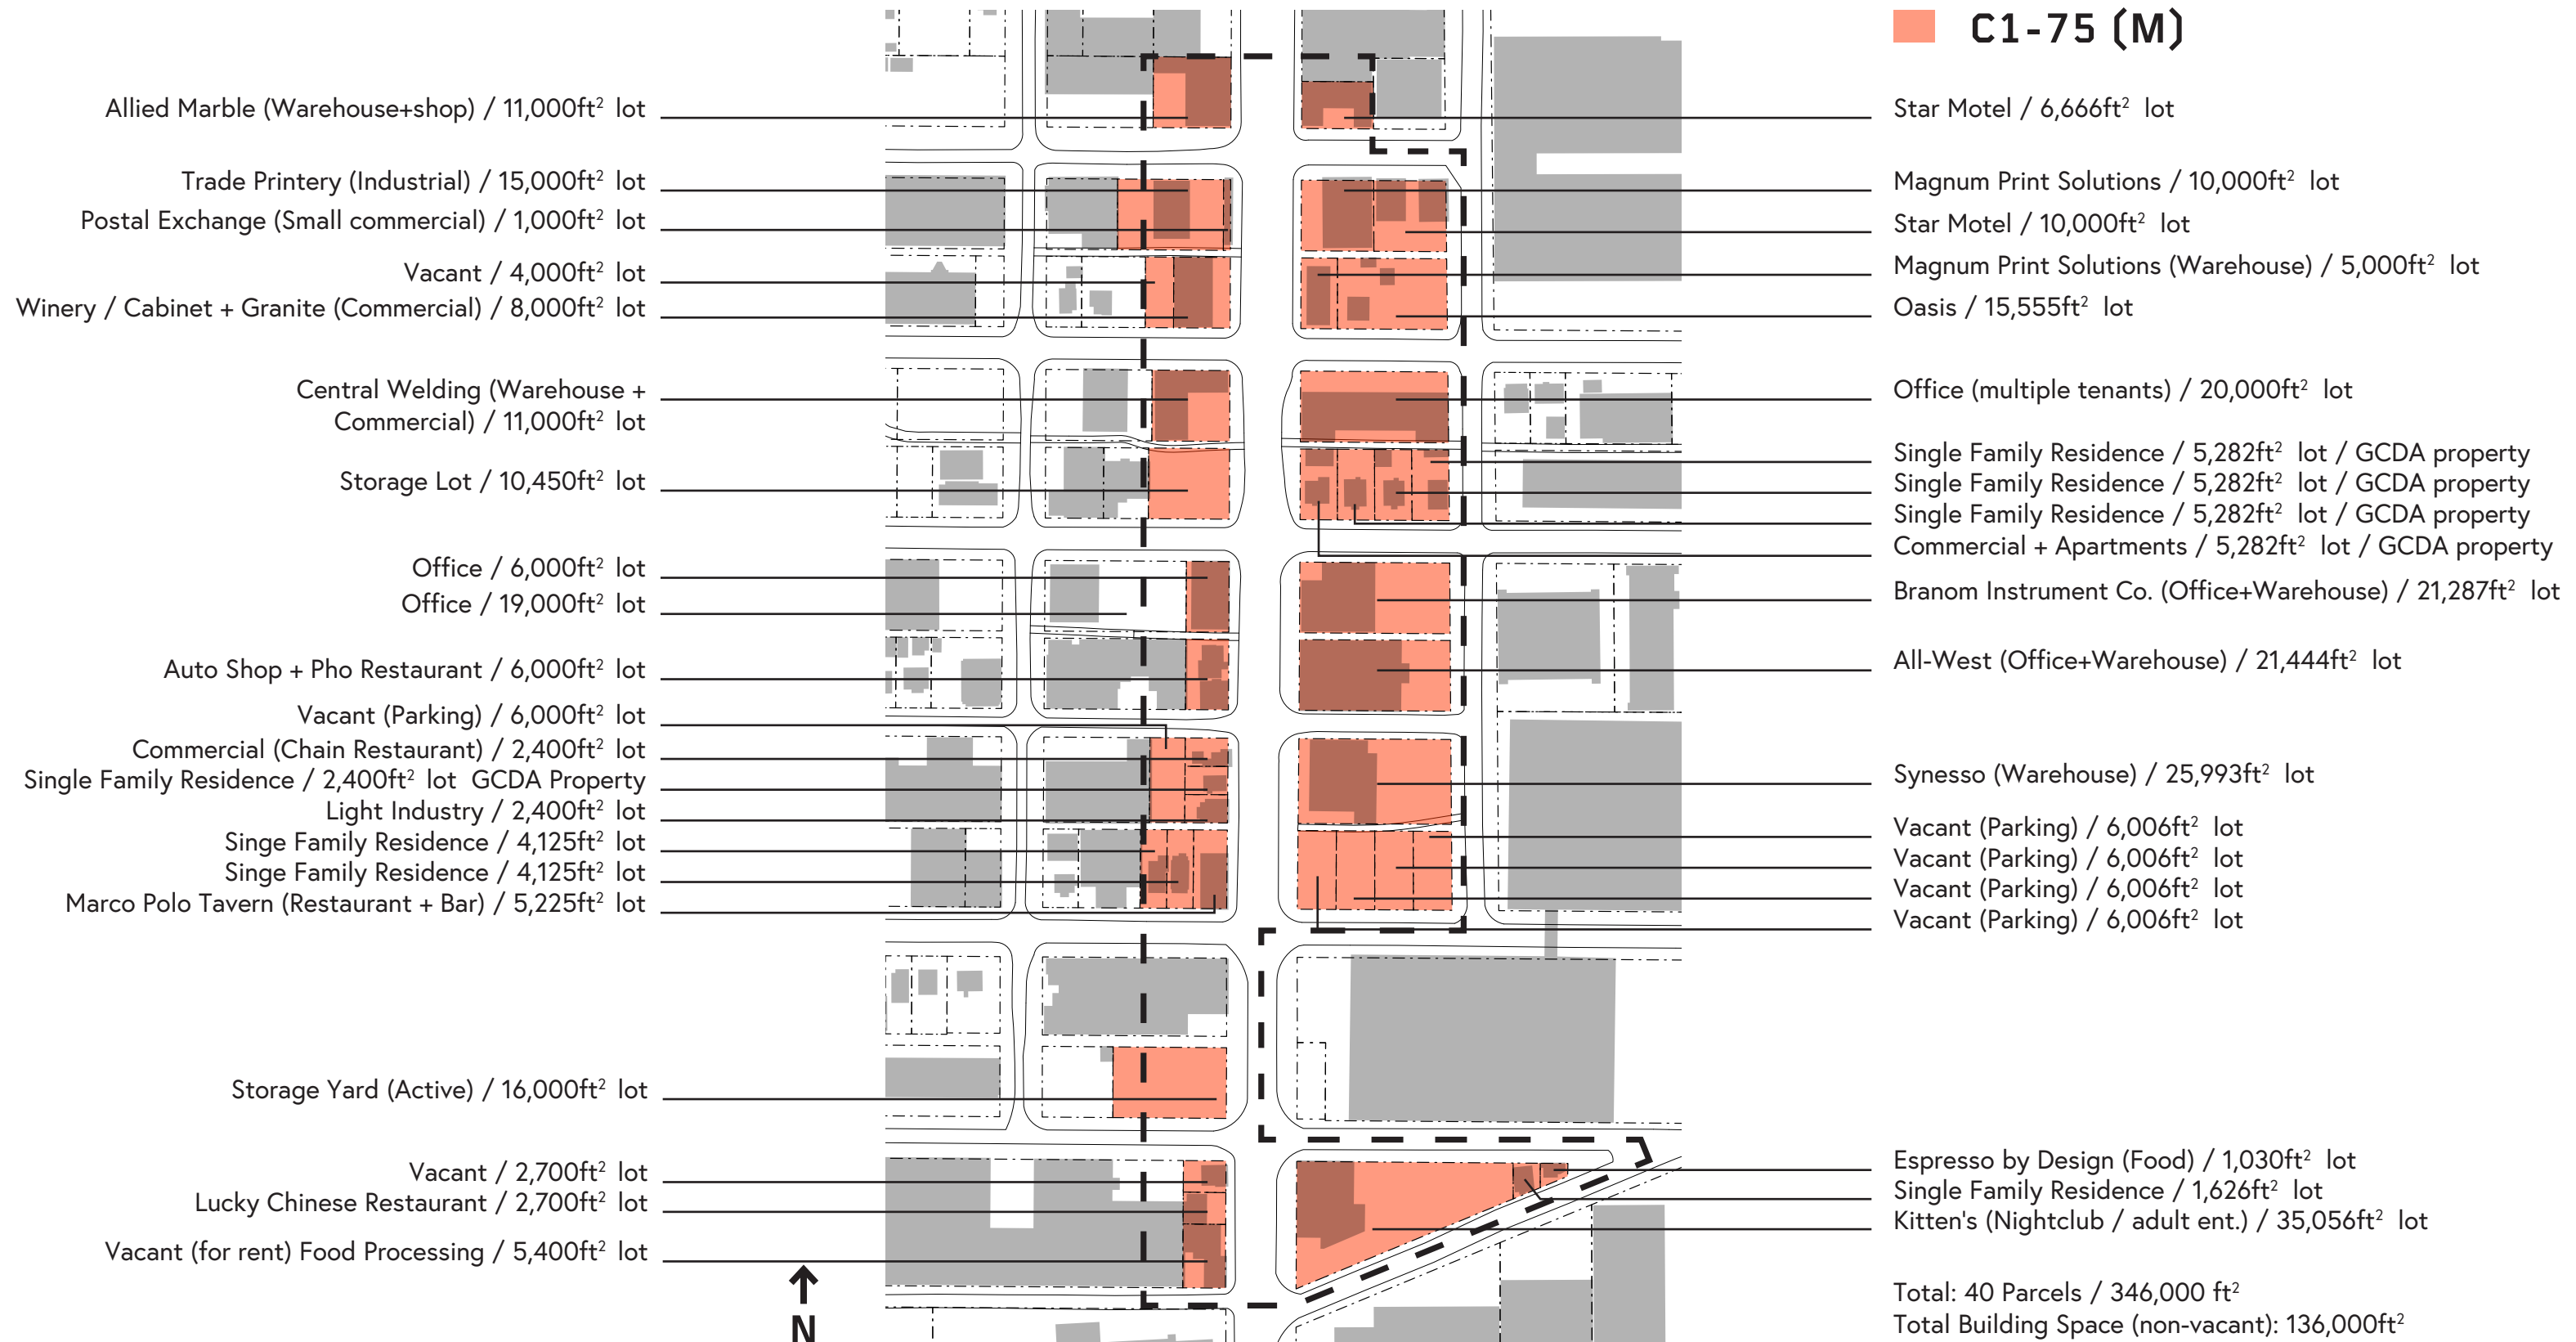 C1-75 (M)
Allied Marble (Warehouse+shop) / 11,000ft² lot
Trade Printery (Industrial) / 15,000ft² lot
Postal Exchange (Small commercial) / 1,000ft² lot
Vacant / 4,000ft² lot
Winery / Cabinet + Granite (Commercial) / 8,000ft² lot
Central Welding (Warehouse +
Commercial) / 11,000ft² lot
Storage Lot / 10,450ft² lot
Office / 6,000ft² lot
Office / 19,000ft² lot
Auto Shop + Pho Restaurant / 6,000ft² lot
Vacant (Parking) / 6,000ft² lot
Commercial (Chain Restaurant) / 2,400ft² lot
Single Family Residence / 2,400ft² lot GCDA Property
Light Industry / 2,400ft² lot
Singe Family Residence / 4,125ft² lot
Singe Family Residence / 4,125ft² lot
Marco Polo Tavern (Restaurant + Bar) / 5,225ft² lot
Storage Yard (Active) / 16,000ft² lot
Vacant / 2,700ft² lot
Lucky Chinese Restaurant / 2,700ft² lot
Vacant (for rent) Food Processing / 5,400ft² lot
N
Star Motel / 6,666ft² lot
Magnum Print Solutions / 10,000ft² lot
Star Motel / 10,000ft² lot
Magnum Print Solutions (Warehouse) / 5,000ft² lot
Oasis / 15,555ft² lot
Office (multiple tenants) / 20,000ft² lot
Single Family Residence / 5,282ft² lot / GCDA property
Single Family Residence / 5,282ft² lot / GCDA property
Single Family Residence / 5,282ft² lot / GCDA property
Commercial + Apartments / 5,282ft² lot / GCDA property
Branom Instrument Co. (Office+Warehouse) / 21,287ft² lot
All-West (Office+Warehouse) / 21,444ft² lot
Synesso (Warehouse) / 25,993ft² lot
Vacant (Parking) / 6,006ft² lot
Vacant (Parking) / 6,006ft² lot
Vacant (Parking) / 6,006ft² lot
Vacant (Parking) / 6,006ft² lot
Espresso by Design (Food) / 1,030ft² lot
Single Family Residence / 1,626ft² lot
Kitten's (Nightclub / adult ent.) / 35,056ft² lot
Total: 40 Parcels / 346,000 ft²
Total Building Space (non-vacant): 136,000ft²